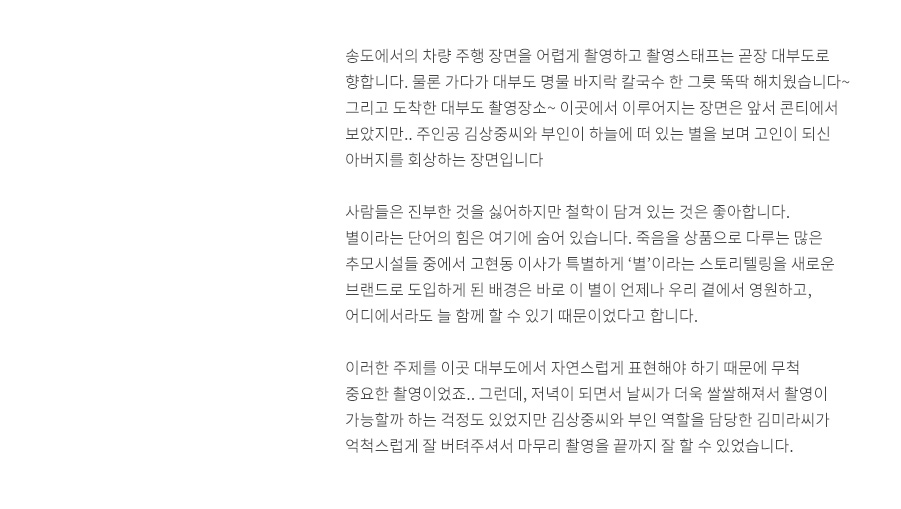 송도에서의 차량 주행 장면을 어렵게 촬영하고 촬영스태프는 곧장 대부도로
향합니다. 물론 가다가 대부도 명물 바지락 칼국수 한 그릇 뚝딱 해치웠습니다~
그리고 도착한 대부도 촬영장소~ 이곳에서 이루어지는 장면은 앞서 콘티에서
보았지만.. 주인공 김상중씨와 부인이 하늘에 떠 있는 별을 보며 고인이 되신
아버지를 회상하는 장면입니다
사람들은 진부한 것을 싫어하지만 철학이 담겨 있는 것은 좋아합니다.
별이라는 단어의 힘은 여기에 숨어 있습니다. 죽음을 상품으로 다루는 많은
추모시설들 중에서 고현동 이사가 특별하게 ‘별’이라는 스토리텔링을 새로운
브랜드로 도입하게 된 배경은 바로 이 별이 언제나 우리 곁에서 영원하고,
어디에서라도 늘 함께 할 수 있기 때문이었다고 합니다.
이러한 주제를 이곳 대부도에서 자연스럽게 표현해야 하기 때문에 무척
중요한 촬영이었죠.. 그런데, 저녁이 되면서 날씨가 더욱 쌀쌀해져서 촬영이
가능할까 하는 걱정도 있었지만 김상중씨와 부인 역할을 담당한 김미라씨가
억척스럽게 잘 버텨주셔서 마무리 촬영을 끝까지 잘 할 수 있었습니다.